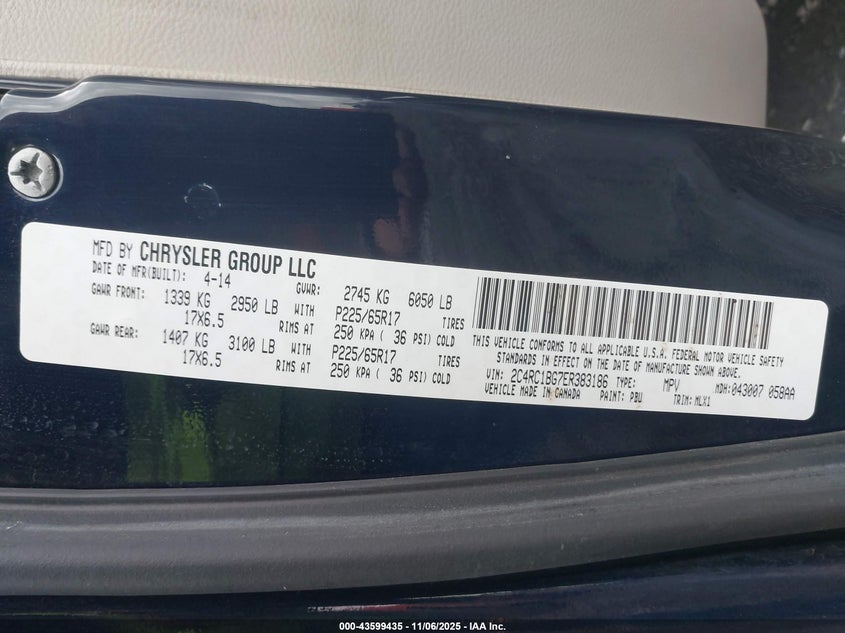 MFD BY CHRYSLER GROUP LLC
DATE OF MFR(BUILT): 4-14 GVWR: 2745 KG 6050 LB
GAWR FRONT: 1339 KG 2950 LB WITH P225/65R17 TIRES
17X6.5 RIMS AT 250 KPA ( 36 PSI) COLD
GAWR REAR: 1407 KG 3100 LB WITH P225/65R17 TIRES
17X6.5 RIMS AT 250 KPA ( 36 PSI) COLD
THIS VEHICLE CONFORMS TO ALL APPLICABLE U.S.A. FEDERAL MOTOR VEHICLE SAFETY
STANDARDS IN EFFECT ON THE DATE OF MANUFACTURE SHOWN ABOVE.
VIN: 2C4RC1BG7ER383186 TYPE: MPV MDH: 043007 058AA
VEHICLE MADE IN CANADA PAINT: PBU TRIM: MLX1
000-43599435 - 11/06/2025 - IAA Inc.